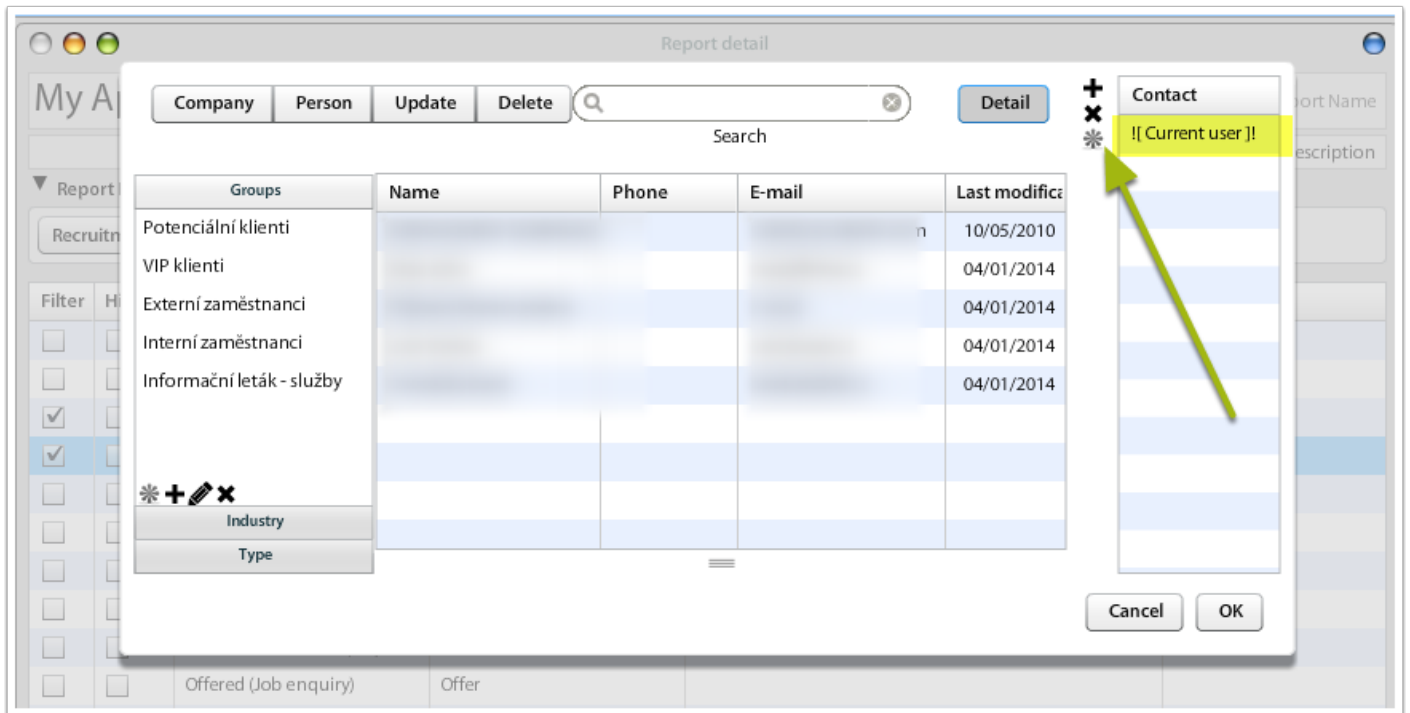 Report detail
My A
Company Person Update Delete Detail
Search
Contact
![ Current user ]!
ort Name
escription
Report
Recruitn
Filter Hi
Groups
Potenciální klienti
VIP klienti
Externí zaměstnanci
Interní zaměstnanci
Informační leták - služby
Industry
Type
Name Phone E-mail Last modifica
n 10/05/2010
04/01/2014
04/01/2014
04/01/2014
04/01/2014
Cancel OK
Offered (Job enquiry) Offer